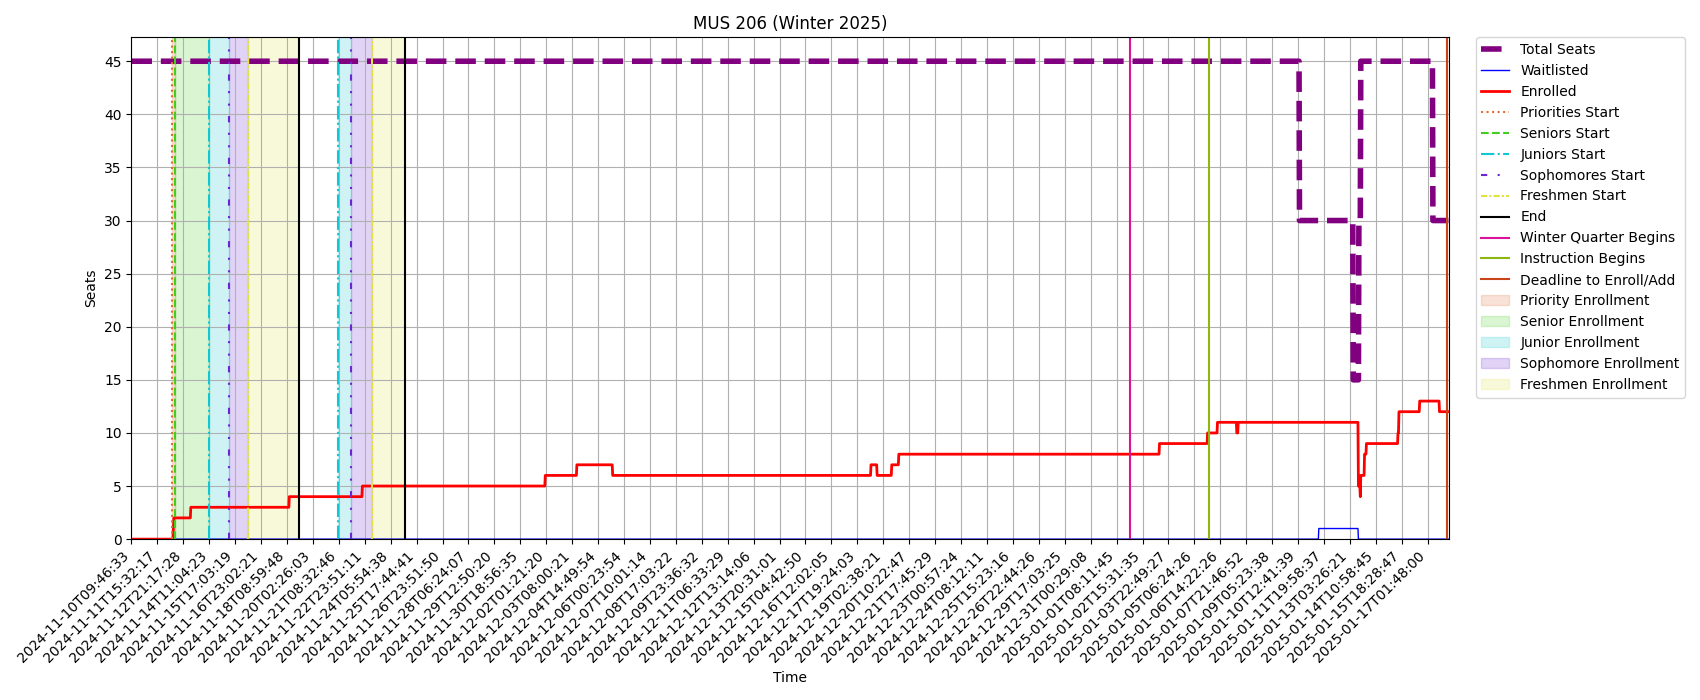 MUS 206 (Winter 2025)
Seats
45
40
35
30
25
20
15
10
5
0
2024-11-10T09:46:33
2024-11-11T15:32:17
2024-11-12T21:17:28
2024-11-14T11:04:23
2024-11-15T17:03:19
2024-11-16T23:02:21
2024-11-18T08:59:48
2024-11-20T02:26:03
2024-11-21T08:32:46
2024-11-22T23:51:11
2024-11-24T05:54:38
2024-11-25T17:44:41
2024-11-26T23:51:50
2024-11-28T06:24:07
2024-11-29T12:50:20
2024-11-30T18:56:35
2024-12-02T01:21:20
2024-12-03T08:00:21
2024-12-04T14:49:54
2024-12-06T00:23:54
2024-12-07T10:01:14
2024-12-08T17:03:22
2024-12-09T23:36:32
2024-12-11T06:33:29
2024-12-12T13:14:06
2024-12-13T20:31:01
2024-12-15T04:42:50
2024-12-16T12:02:05
2024-12-17T19:24:03
2024-12-19T02:38:21
2024-12-20T10:22:47
2024-12-21T17:45:29
2024-12-23T00:57:24
2024-12-24T08:12:11
2024-12-25T15:23:16
2024-12-26T22:44:26
2024-12-29T17:03:25
2024-12-31T00:29:08
2025-01-01T08:11:45
2025-01-02T15:31:35
2025-01-03T22:49:27
2025-01-05T06:24:26
2025-01-06T14:22:26
2025-01-07T21:46:52
2025-01-09T05:23:38
2025-01-10T12:41:39
2025-01-11T19:58:37
2025-01-13T03:26:21
2025-01-14T10:58:45
2025-01-15T18:28:47
2025-01-17T01:48:00
Time
Total Seats
Waitlisted
Enrolled
Priorities Start
Seniors Start
Juniors Start
Sophomores Start
Freshmen Start
End
Winter Quarter Begins
Instruction Begins
Deadline to Enroll/Add
Priority Enrollment
Senior Enrollment
Junior Enrollment
Sophomore Enrollment
Freshmen Enrollment